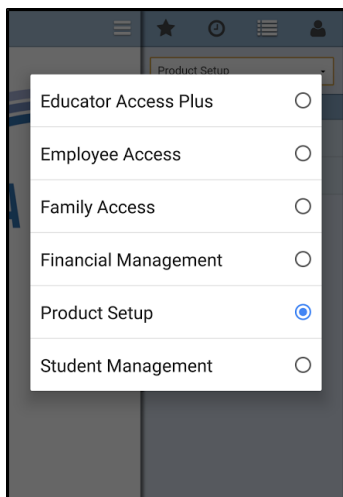 Product Setup
Educator Access Plus
Employee Access
Family Access
Financial Management
Product Setup
Student Management